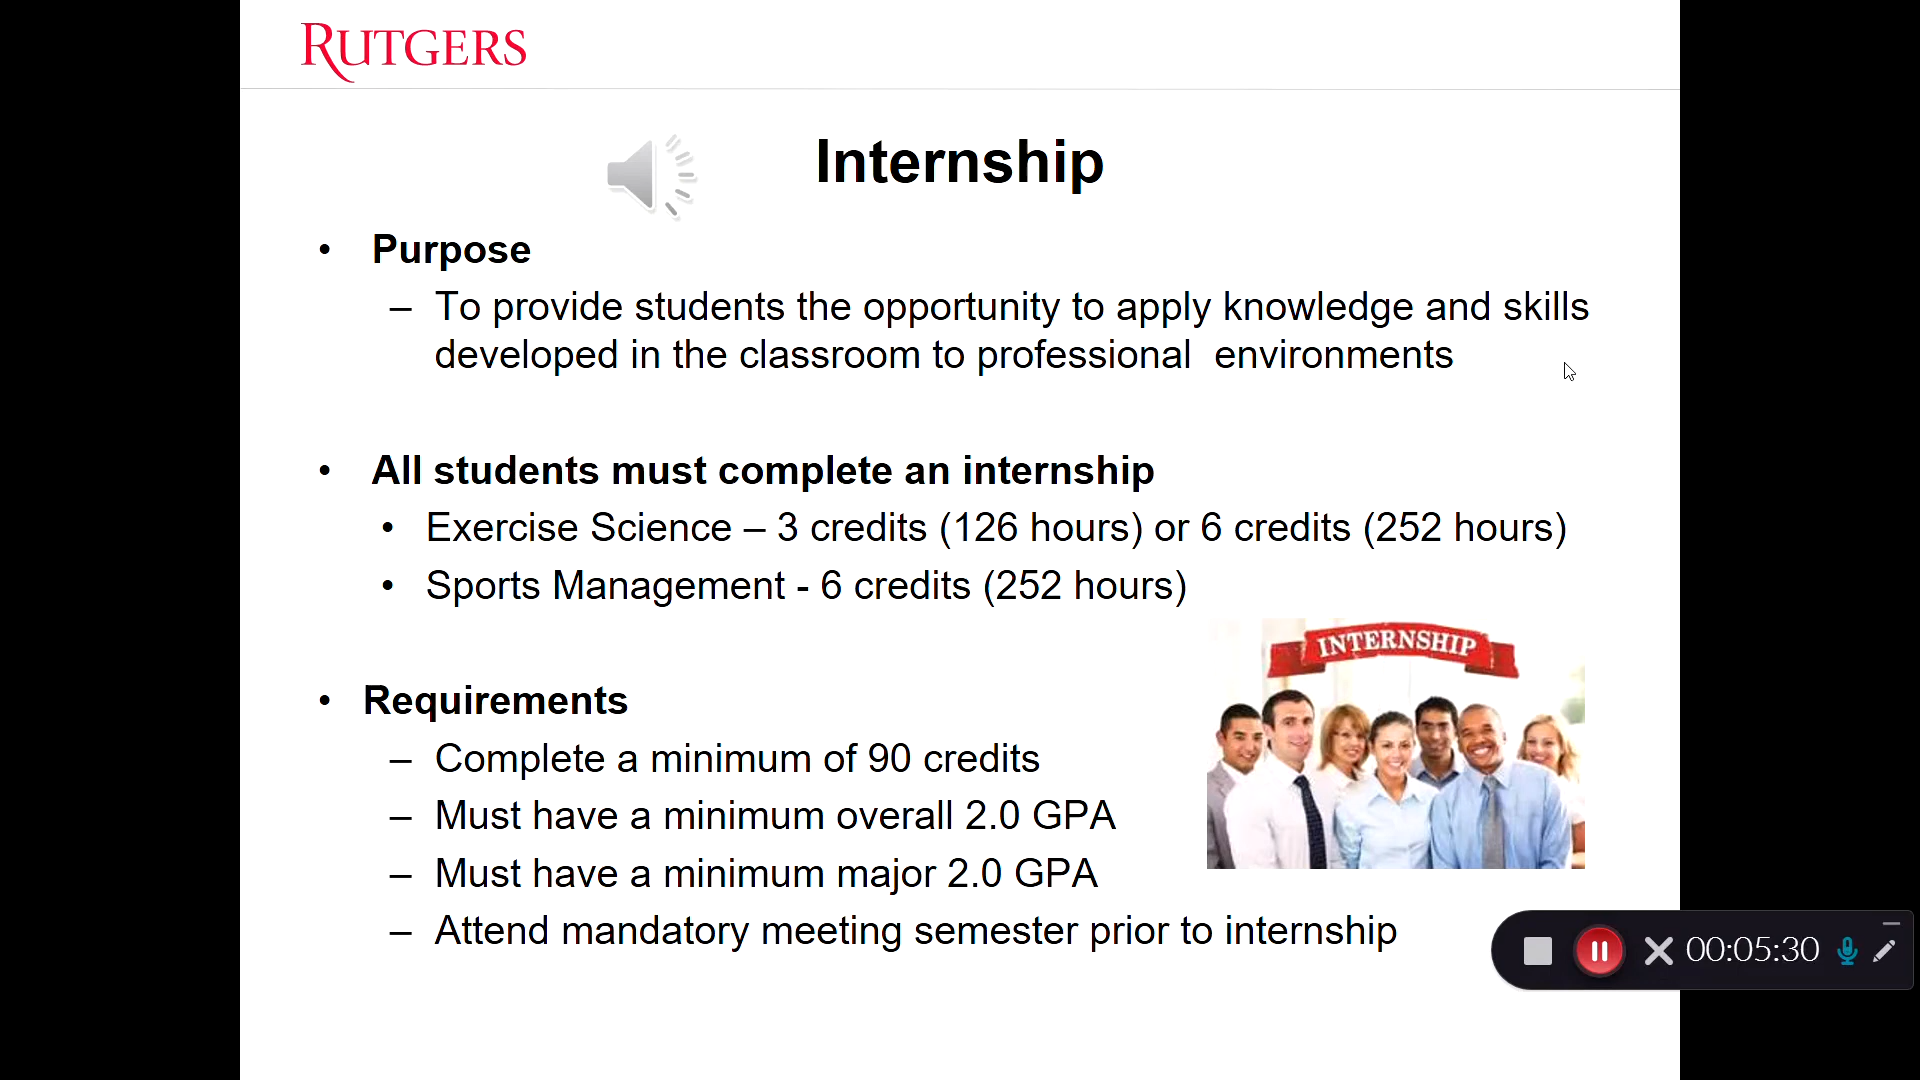 RUTGERS
Internship
• Purpose
– To provide students the opportunity to apply knowledge and skills
developed in the classroom to professional  environments
• All students must complete an internship
• Exercise Science – 3 credits (126 hours) or 6 credits (252 hours)
• Sports Management - 6 credits (252 hours)
INTERNSHIP
• Requirements
– Complete a minimum of 90 credits
– Must have a minimum overall 2.0 GPA
– Must have a minimum major 2.0 GPA
– Attend mandatory meeting semester prior to internship
00:05:30